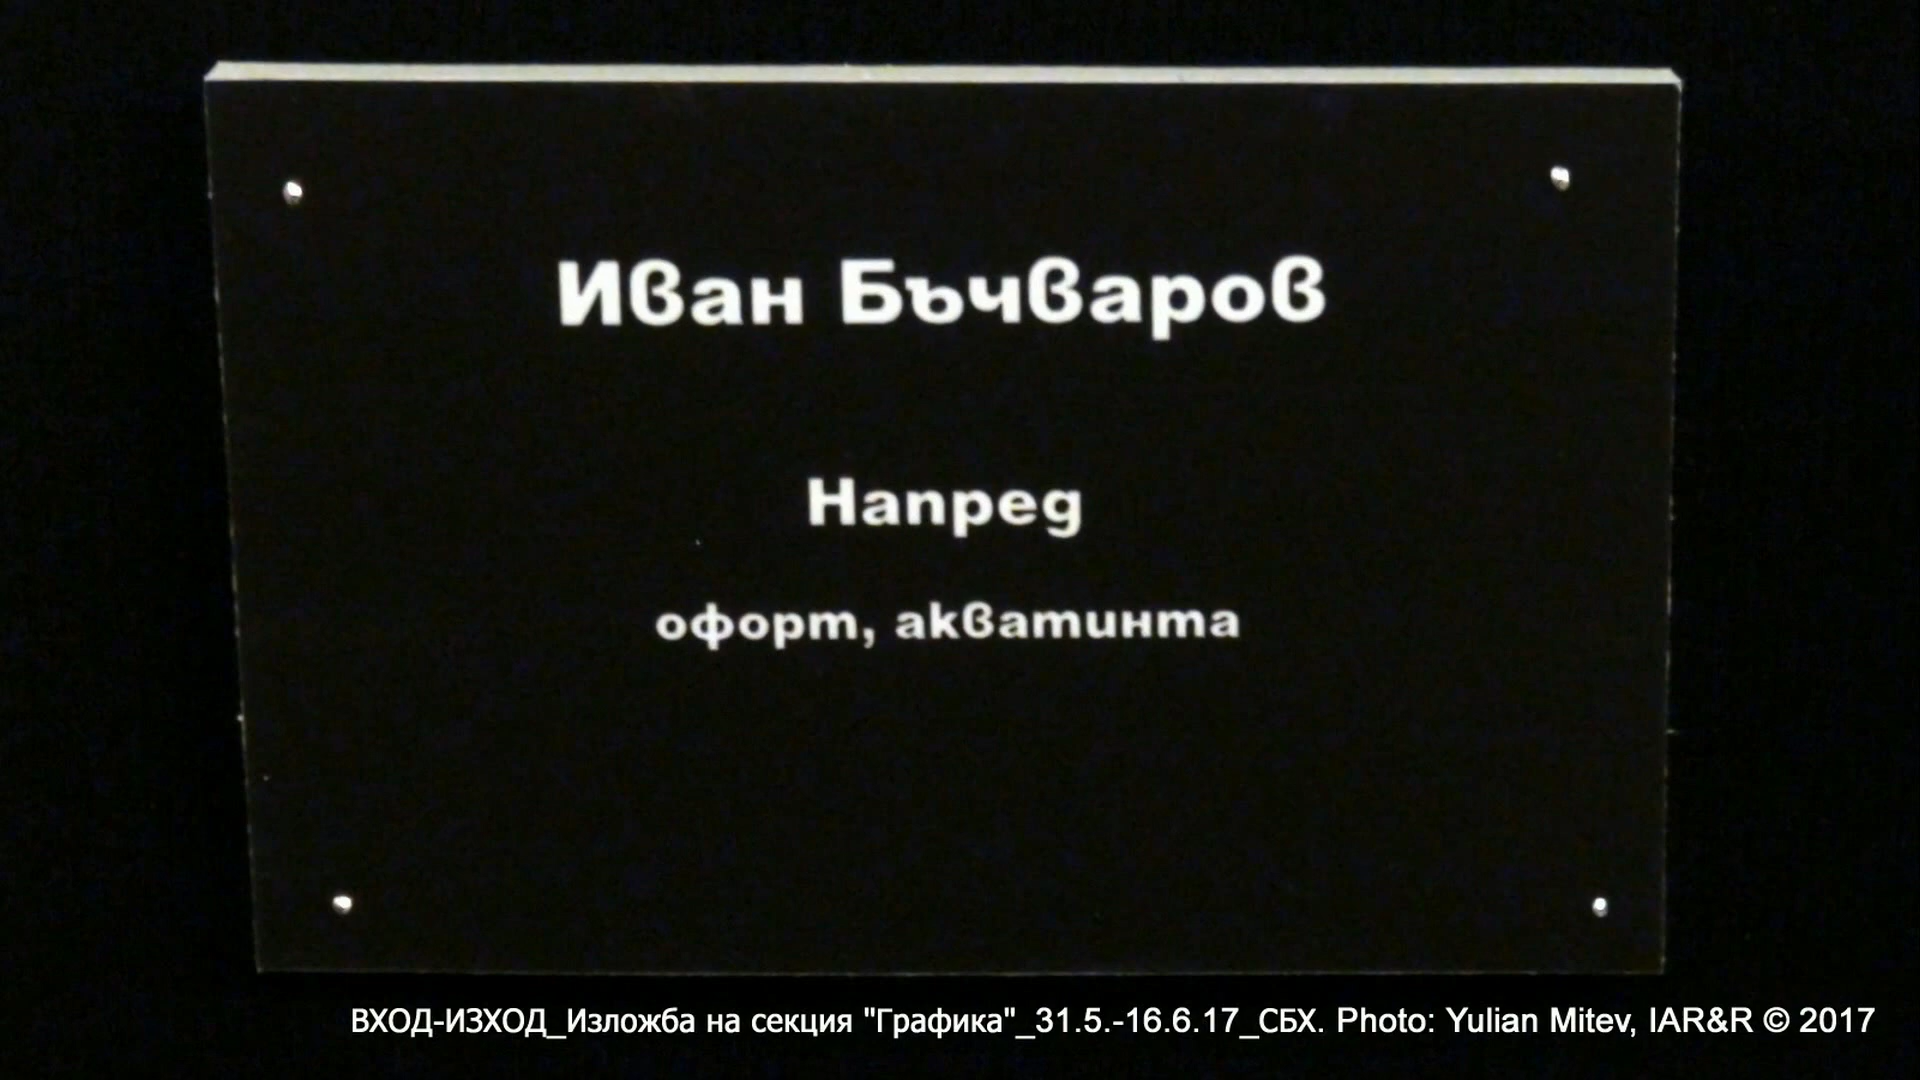 Иван Бъчваров
Напред
офорт, акватинта
ВХОД-ИЗХОД_Изложба на секция "Графика"_31.5.-16.6.17_СБХ. Photo: Yulian Mitev, IAR&R © 2017